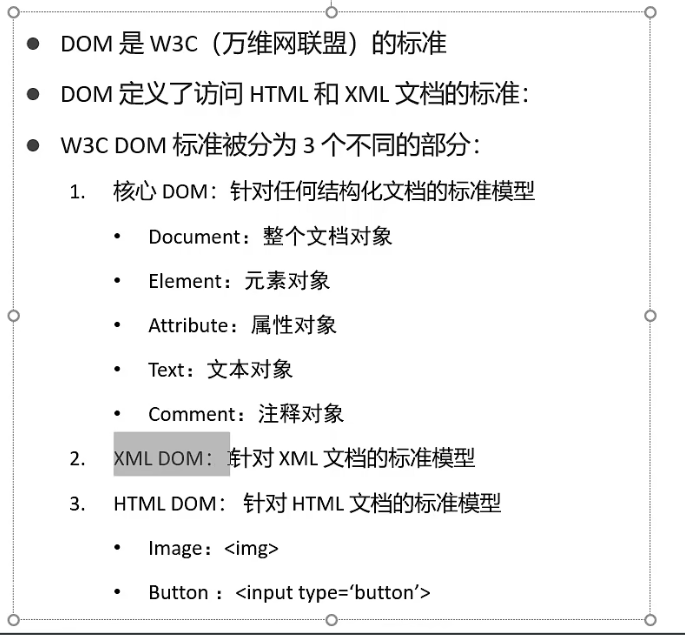 ● DOM 是 W3C（万维网联盟）的标准
● DOM 定义了访问 HTML 和 XML 文档的标准：
● W3C DOM 标准被分为 3 个不同的部分：
1. 核心 DOM：针对任何结构化文档的标准模型
• Document：整个文档对象
• Element：元素对象
• Attribute：属性对象
• Text：文本对象
• Comment：注释对象
2. XML DOM：针对 XML 文档的标准模型
3. HTML DOM： 针对 HTML 文档的标准模型
• Image：<img>
• Button ：<input type=‘button’>